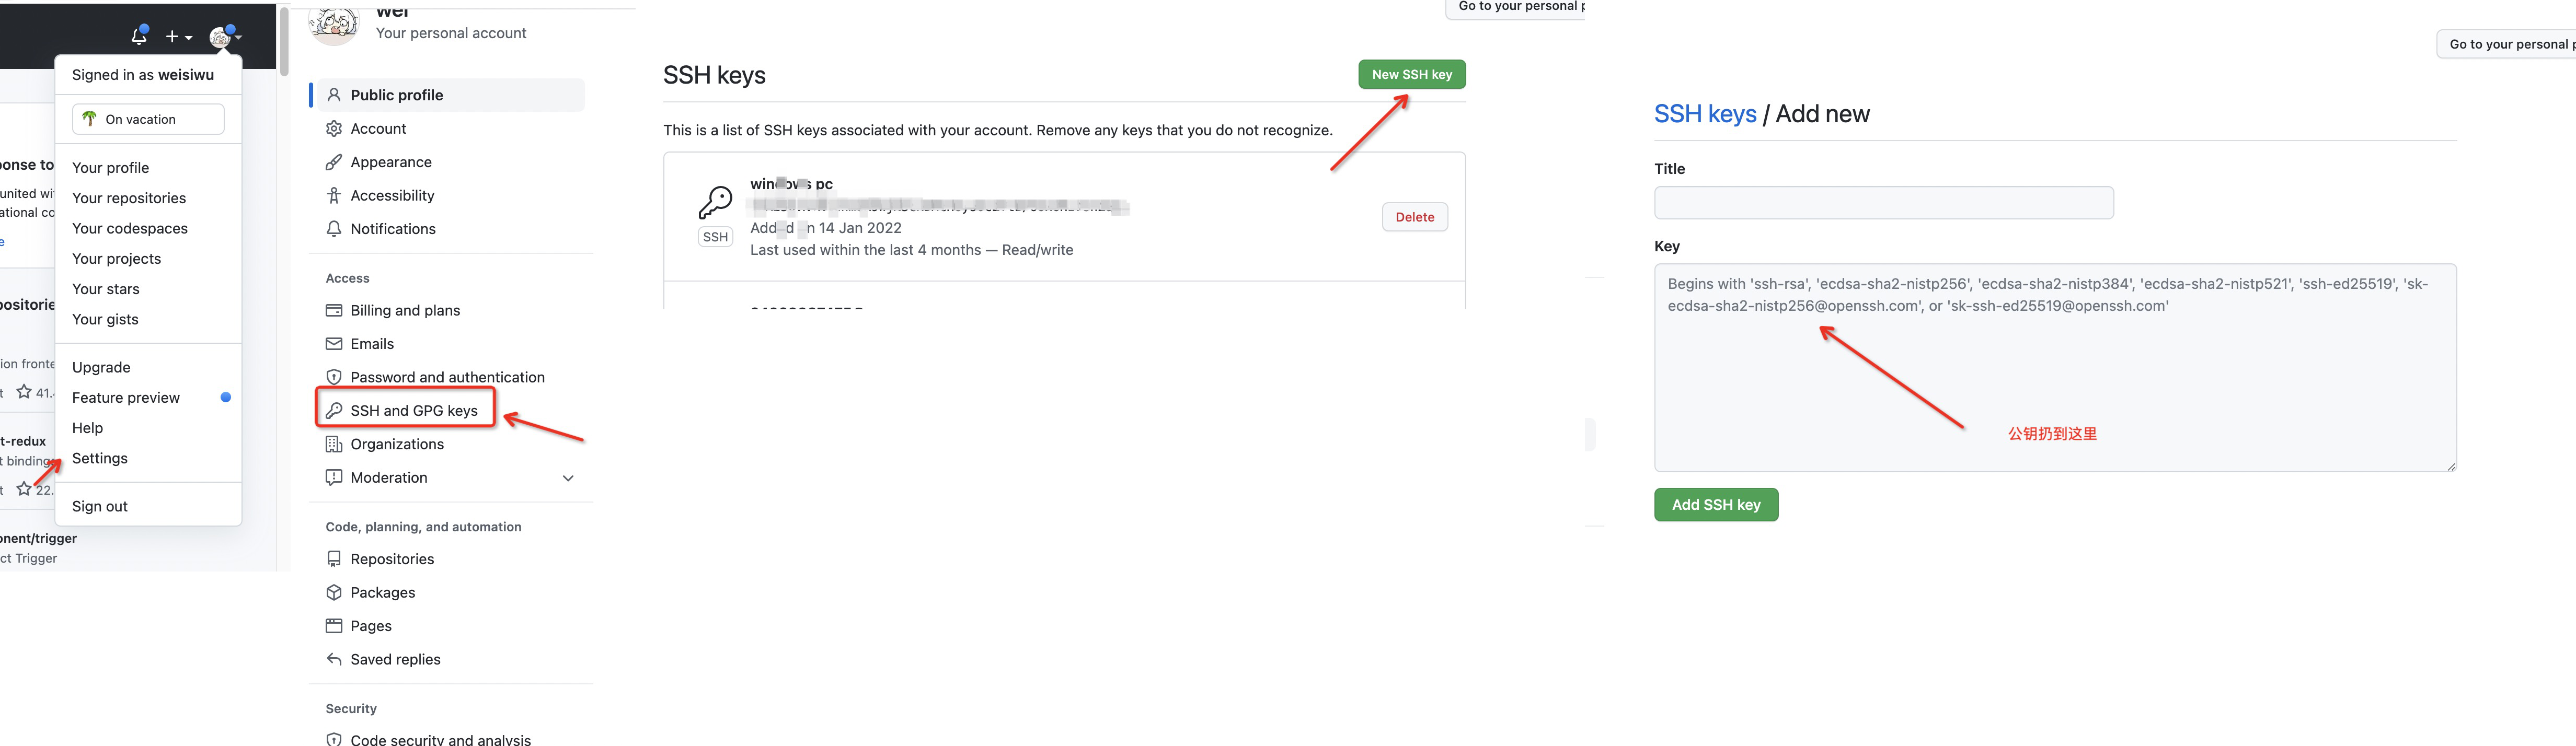 Signed in as weisiwu
On vacation
Your profile
Your repositories
Your codespaces
Your projects
Your stars
Your gists
Upgrade
Feature preview
Help
Settings
Sign out
onse to
united wi
ational co
e
positorie
ion fronte
t
41.
t-redux
t binding
t
22.
onent/trigger
ct Trigger
wei
Your personal account
Public profile
Account
Appearance
Accessibility
Notifications
Access
Billing and plans
Emails
Password and authentication
SSH and GPG keys
Organizations
Moderation
Code, planning, and automation
Repositories
Packages
Pages
Saved replies
Security
Code security and analysis
Go to your personal p
SSH keys
New SSH key
This is a list of SSH keys associated with your account. Remove any keys that you do not recognize.
windows pc
SSH
Added on 14 Jan 2022
Last used within the last 4 months — Read/write
Delete
Go to your personal p
SSH keys / Add new
Title
Key
Begins with 'ssh-rsa', 'ecdsa-sha2-nistp256', 'ecdsa-sha2-nistp384', 'ecdsa-sha2-nistp521', 'ssh-ed25519', 'sk-
ecdsa-sha2-nistp256@openssh.com', or 'sk-ssh-ed25519@openssh.com'
公钥扔到这里
Add SSH key